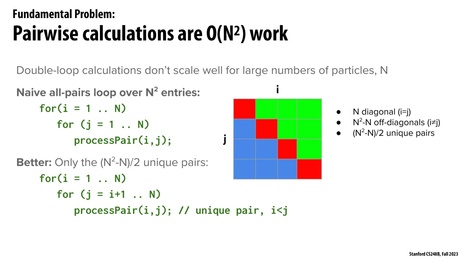 Fundamental Problem:
Pairwise calculations are O(N²) work
Double-loop calculations don't scale well for large numbers of particles, N
Naive all-pairs loop over N² entries:
for(i = 1 .. N)
for (j = 1 .. N)
processPair(i,j);
Better: Only the (N²-N)/2 unique pairs:
for(i = 1 .. N)
for (j = i+1 .. N)
processPair(i,j); // unique pair, i<j
i
j
● N diagonal (i=j)
● N²-N off-diagonals (i≠j)
● (N²-N)/2 unique pairs
Stanford CS248B, Fall 2023